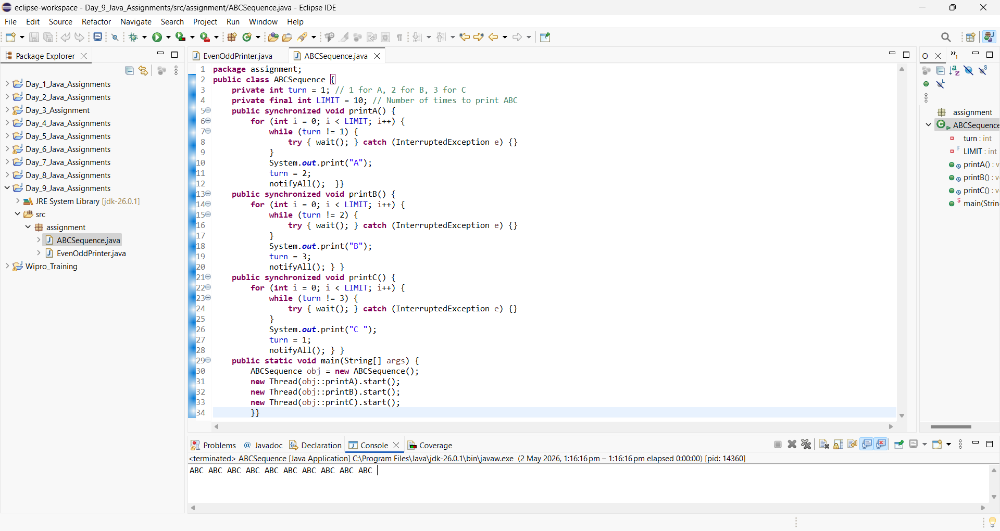 eclipse-workspace - Day_9_Java_Assignments/src/assignment/ABCSequence.java - Eclipse IDE
File Edit Source Refactor Navigate Search Project Run Window Help
Package Explorer
Day_1_Java_Assignments
Day_2_Java_Assignments
Day_3_Assignment
Day_4_Java_Assignments
Day_5_Java_Assignments
Day_6_Java_Assignments
Day_7_Java_Assignments
Day_8_Java_Assignments
Day_9_Java_Assignments
JRE System Library [jdk-26.0.1]
src
assignment
ABCSequence.java
EvenOddPrinter.java
Wipro_Training
EvenOddPrinter.java ABCSequence.java
1 package assignment;
2 public class ABCSequence {
3 private int turn = 1; // 1 for A, 2 for B, 3 for C
4 private final int LIMIT = 10; // Number of times to print ABC
5 public synchronized void printA() {
6 for (int i = 0; i < LIMIT; i++) {
7 while (turn != 1) {
8 try { wait(); } catch (InterruptedException e) {}
9 }
10 System.out.print("A");
11 turn = 2;
12 notifyAll(); }}
13 public synchronized void printB() {
14 for (int i = 0; i < LIMIT; i++) {
15 while (turn != 2) {
16 try { wait(); } catch (InterruptedException e) {}
17 }
18 System.out.print("B");
19 turn = 3;
20 notifyAll(); } }
21 public synchronized void printC() {
22 for (int i = 0; i < LIMIT; i++) {
23 while (turn != 3) {
24 try { wait(); } catch (InterruptedException e) {}
25 }
26 System.out.print("C ");
27 turn = 1;
28 notifyAll(); } }
29 public static void main(String[] args) {
30 ABCSequence obj = new ABCSequence();
31 new Thread(obj::printA).start();
32 new Thread(obj::printB).start();
33 new Thread(obj::printC).start();
34 }}
O
assignment
ABCSequence
turn : int
LIMIT : int
printA() : v
printB() : v
printC() : v
main(Strin
Problems Javadoc Declaration Console Coverage
<terminated> ABCSequence [Java Application] C:\Program Files\Java\jdk-26.0.1\bin\javaw.exe (2 May 2026, 1:16:16 pm – 1:16:16 pm elapsed 0:00:00) [pid: 14360]
ABC ABC ABC ABC ABC ABC ABC ABC ABC ABC